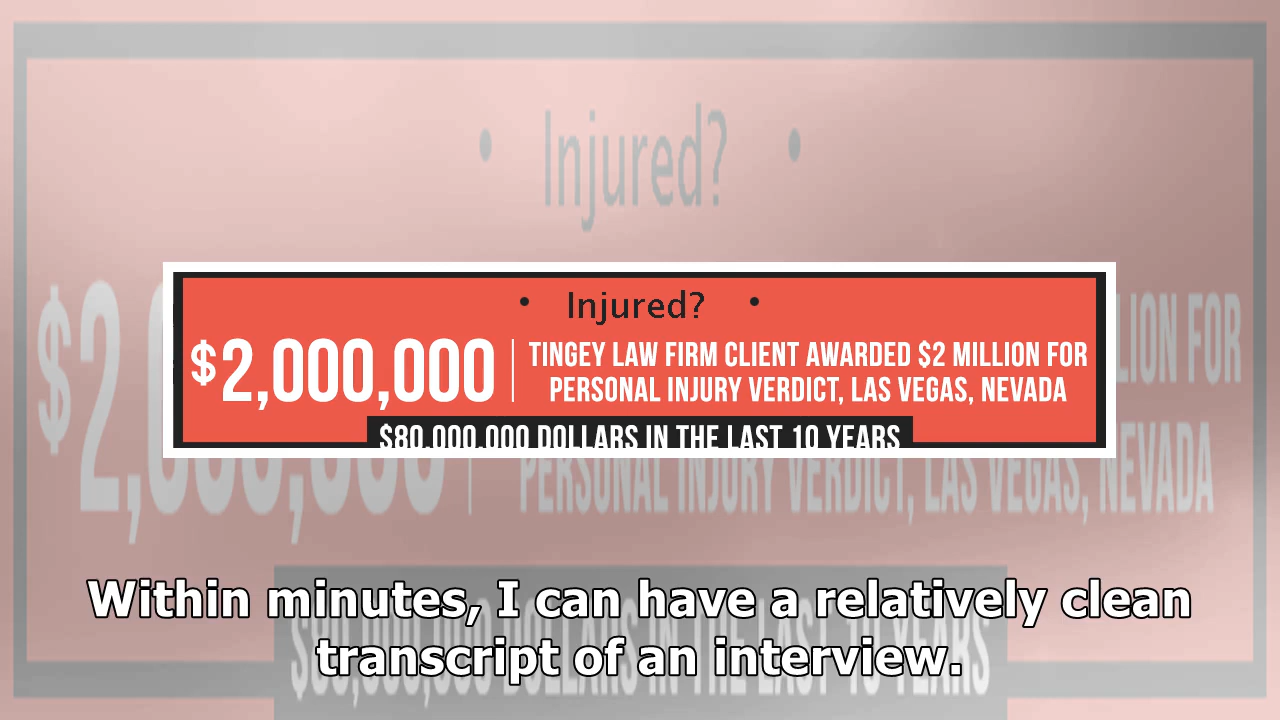 • Injured? •
$2,000,000
TINGEY LAW FIRM CLIENT AWARDED $2 MILLION FOR
PERSONAL INJURY VERDICT, LAS VEGAS, NEVADA
$80,000,000 DOLLARS IN THE LAST 10 YEARS
Within minutes, I can have a relatively clean
transcript of an interview.